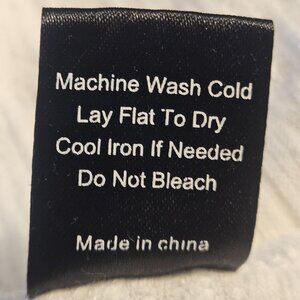 Machine Wash Cold
Lay Flat To Dry
Cool Iron If Needed
Do Not Bleach
Made in china